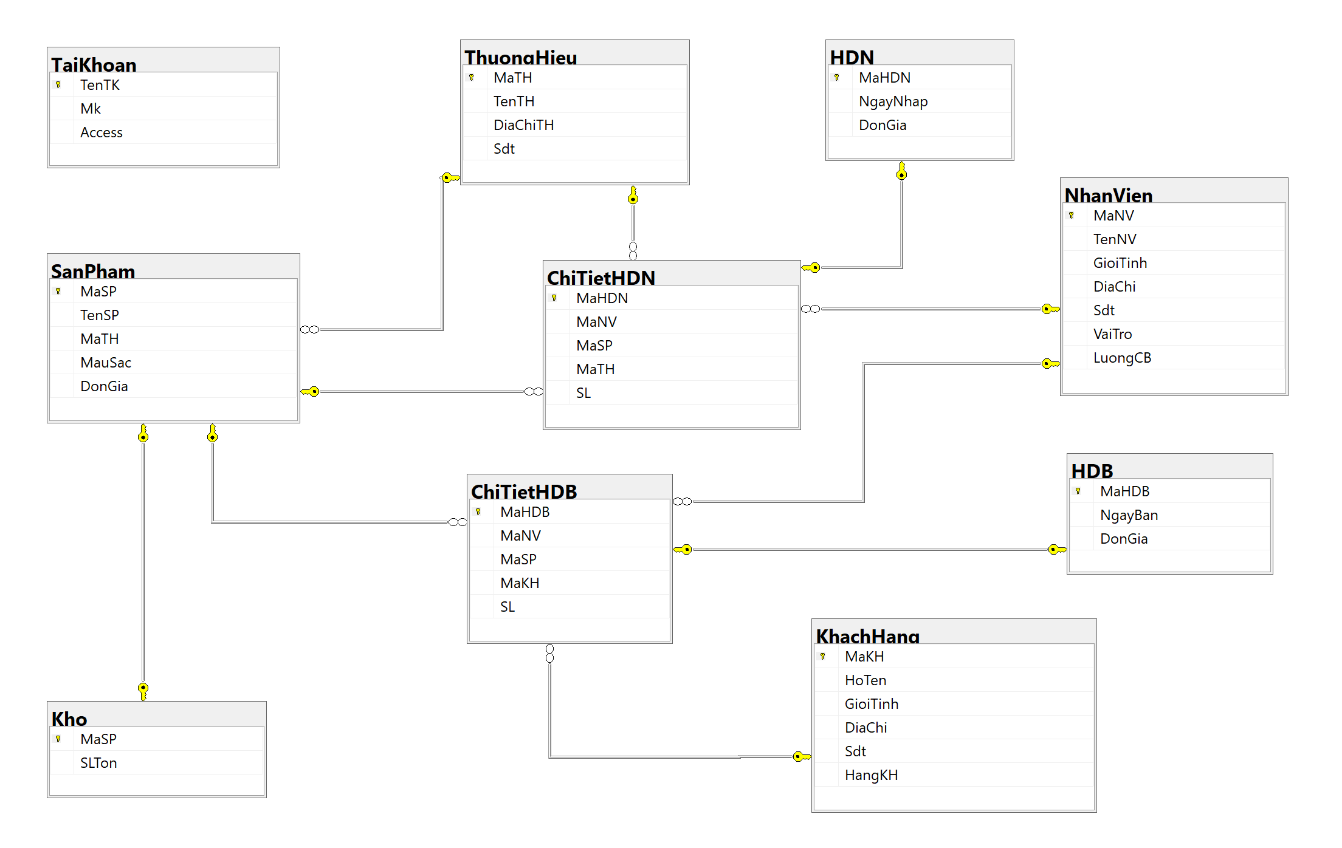 TaiKhoan
TenTK
Mk
Access
ThuongHieu
MaTH
TenTH
DiaChiTH
Sdt
HDN
MaHDN
NgayNhap
DonGia
NhanVien
MaNV
TenNV
GioiTinh
DiaChi
Sdt
VaiTro
LuongCB
SanPham
MaSP
TenSP
MaTH
MauSac
DonGia
ChiTietHDN
MaHDN
MaNV
MaSP
MaTH
SL
ChiTietHDB
MaHDB
MaNV
MaSP
MaKH
SL
HDB
MaHDB
NgayBan
DonGia
KhachHang
MaKH
HoTen
GioiTinh
DiaChi
Sdt
HangKH
Kho
MaSP
SLTon